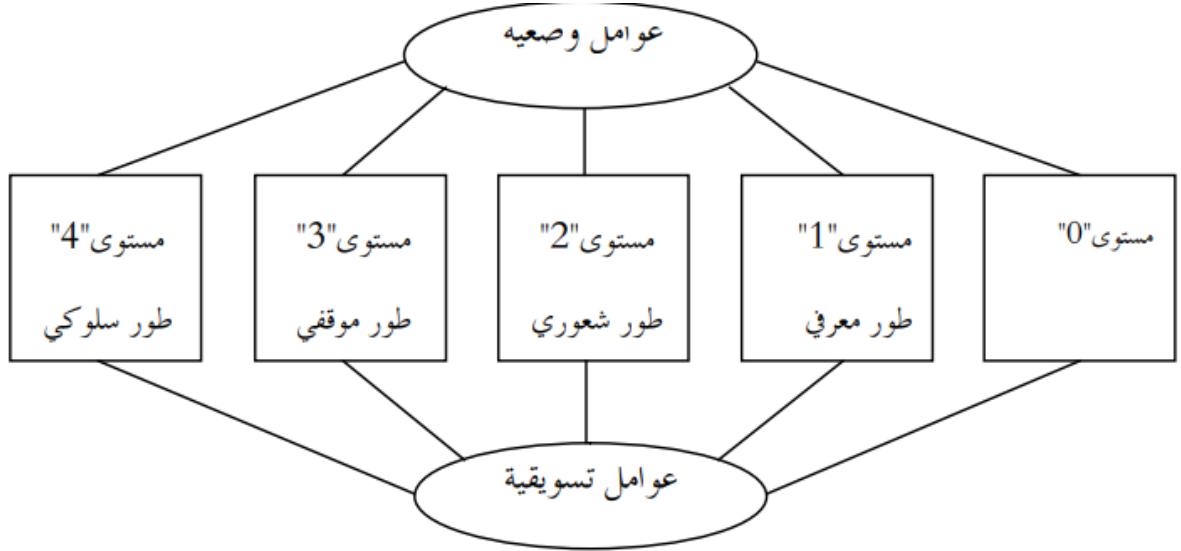 عوامل وصعيه
مستوى"0"
مستوى"1"
طور معرفي
مستوى"2"
طور شعوري
مستوى"3"
طور موقفي
مستوى"4"
طور سلوكي
عوامل تسويقية